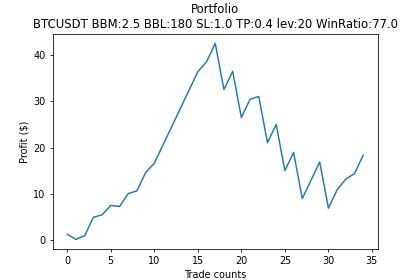 Portfolio
BTCUSDT BBM:2.5 BBL:180 SL:1.0 TP:0.4 lev:20 WinRatio:77.0
Profit ($)
40
30
20
10
0
0 5 10 15 20 25 30 35
Trade counts